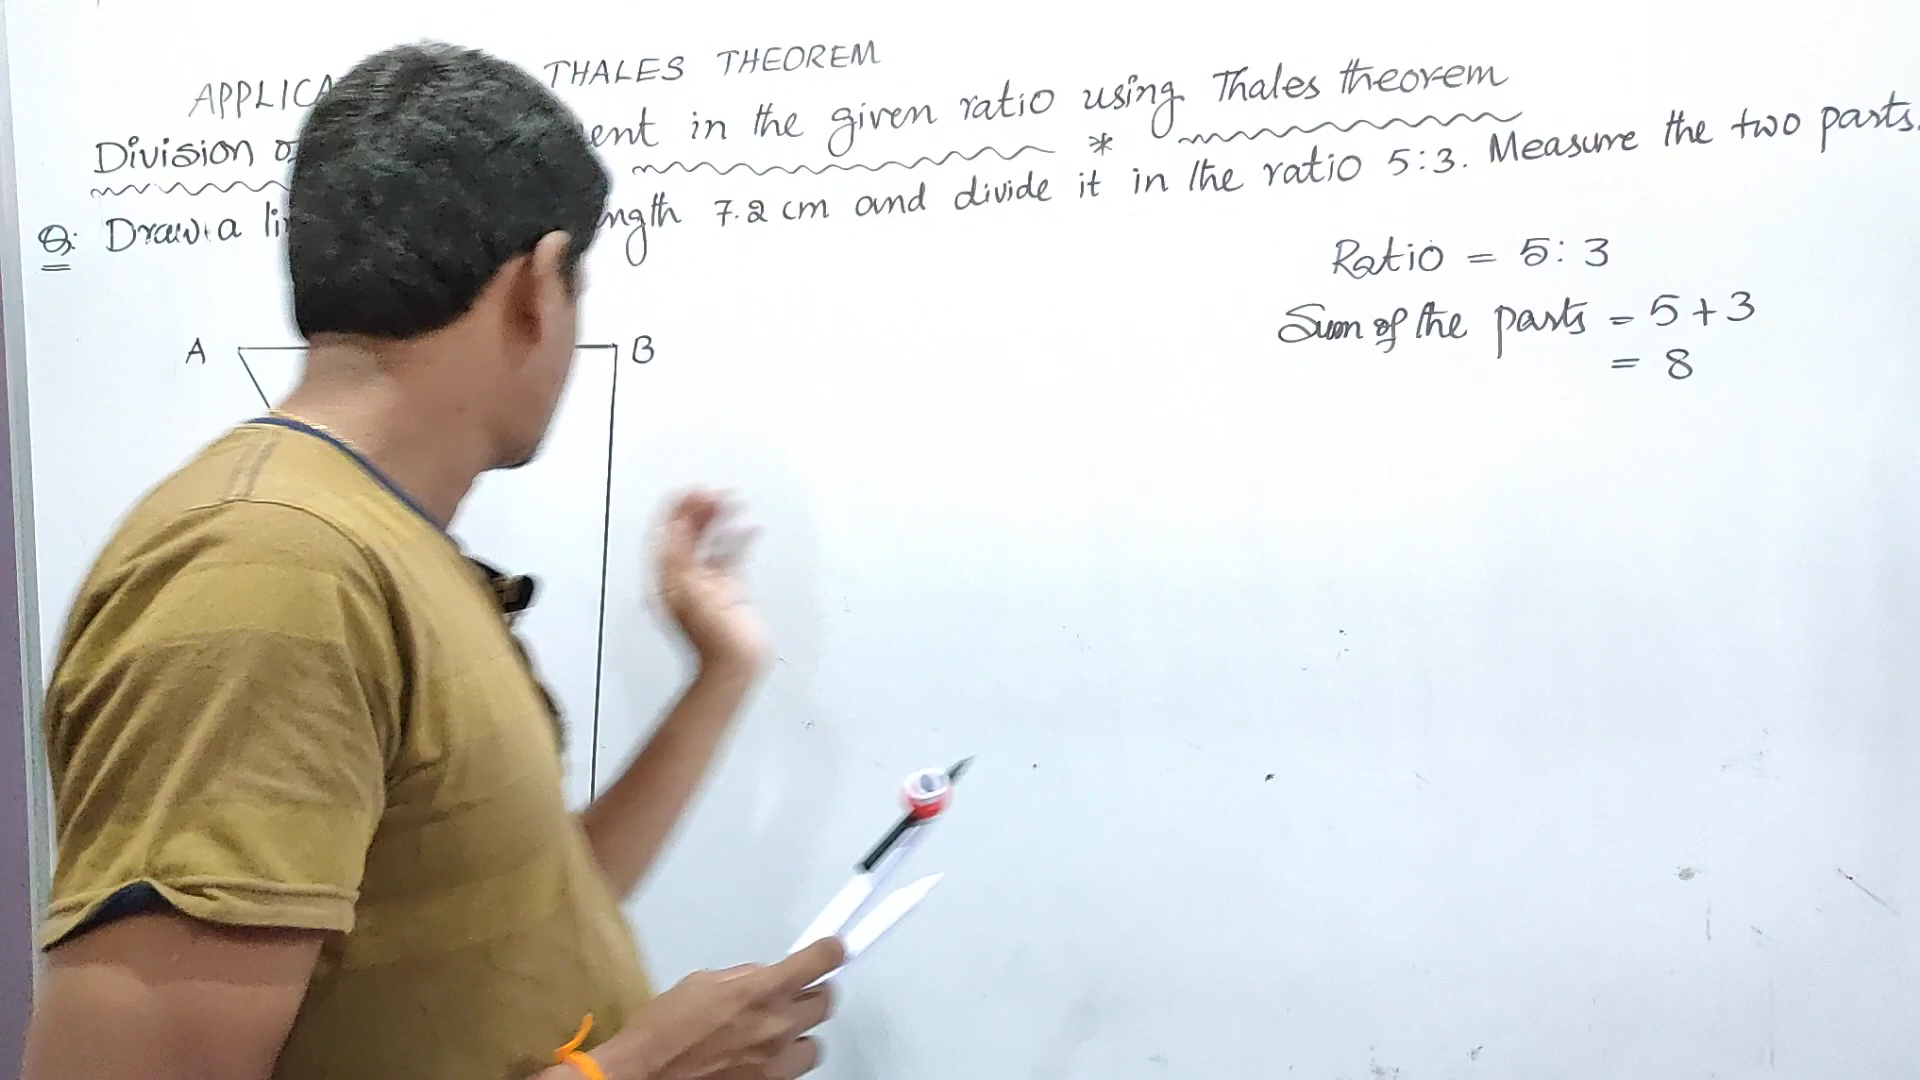 APPLICA THALES THEOREM
Division o ent in the given ratio using Thales theorem
*
Q: Draw a li ngth 7.2 cm and divide it in the ratio 5:3. Measure the two parts.
Ratio = 5:3
Sum of the parts = 5+3
= 8
A B